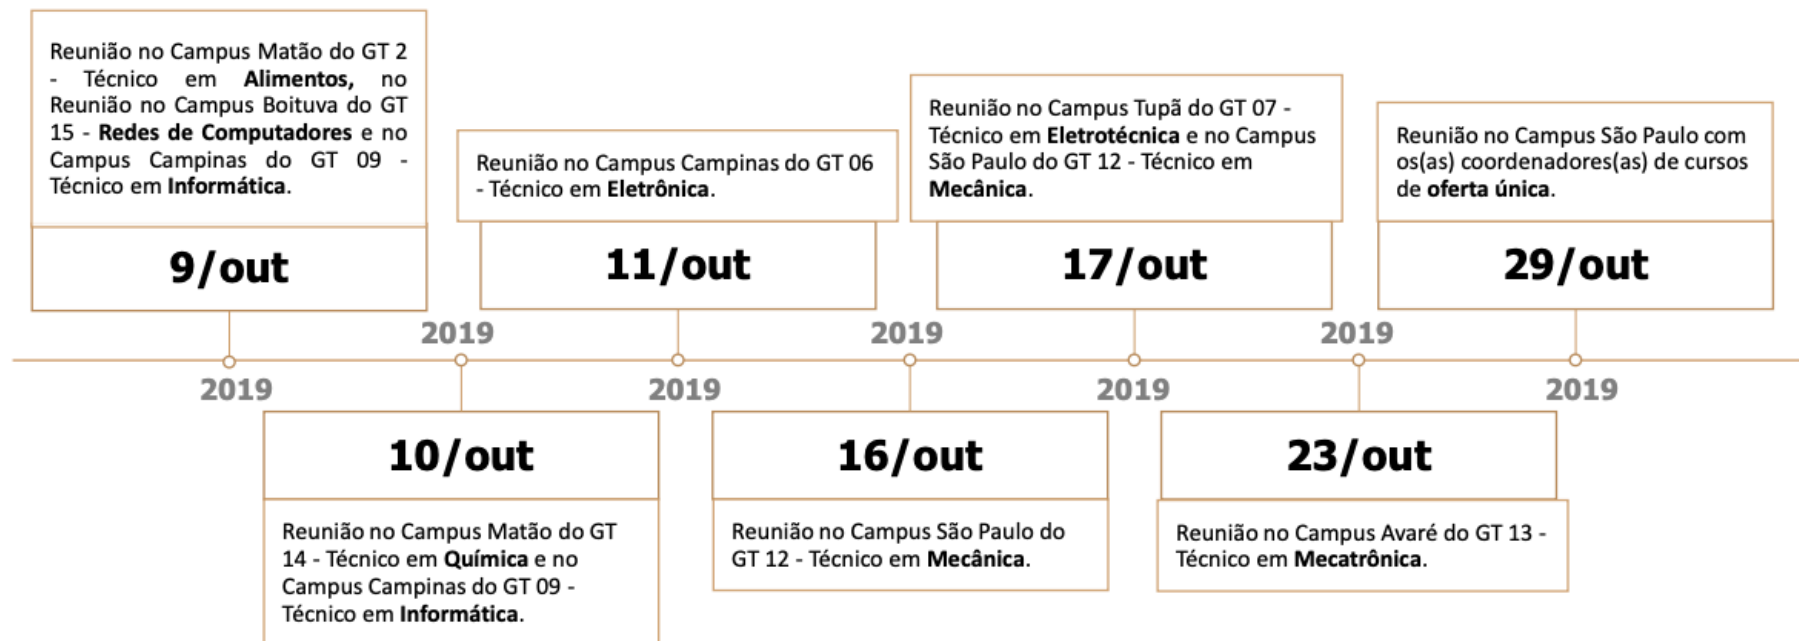 Reunião no Campus Matão do GT 2
- Técnico em Alimentos, no
Reunião no Campus Boituva do GT
15 - Redes de Computadores e no
Campus Campinas do GT 09 -
Técnico em Informática.
9/out
2019
10/out
Reunião no Campus Matão do GT
14 - Técnico em Química e no
Campus Campinas do GT 09 -
Técnico em Informática.
2019
Reunião no Campus Campinas do GT 06
- Técnico em Eletrônica.
11/out
2019
16/out
Reunião no Campus São Paulo do
GT 12 - Técnico em Mecânica.
2019
Reunião no Campus Tupã do GT 07 -
Técnico em Eletrotécnica e no Campus
São Paulo do GT 12 - Técnico em
Mecânica.
17/out
2019
23/out
Reunião no Campus Avaré do GT 13 -
Técnico em Mecatrônica.
2019
Reunião no Campus São Paulo com
os(as) coordenadores(as) de cursos
de oferta única.
29/out
2019